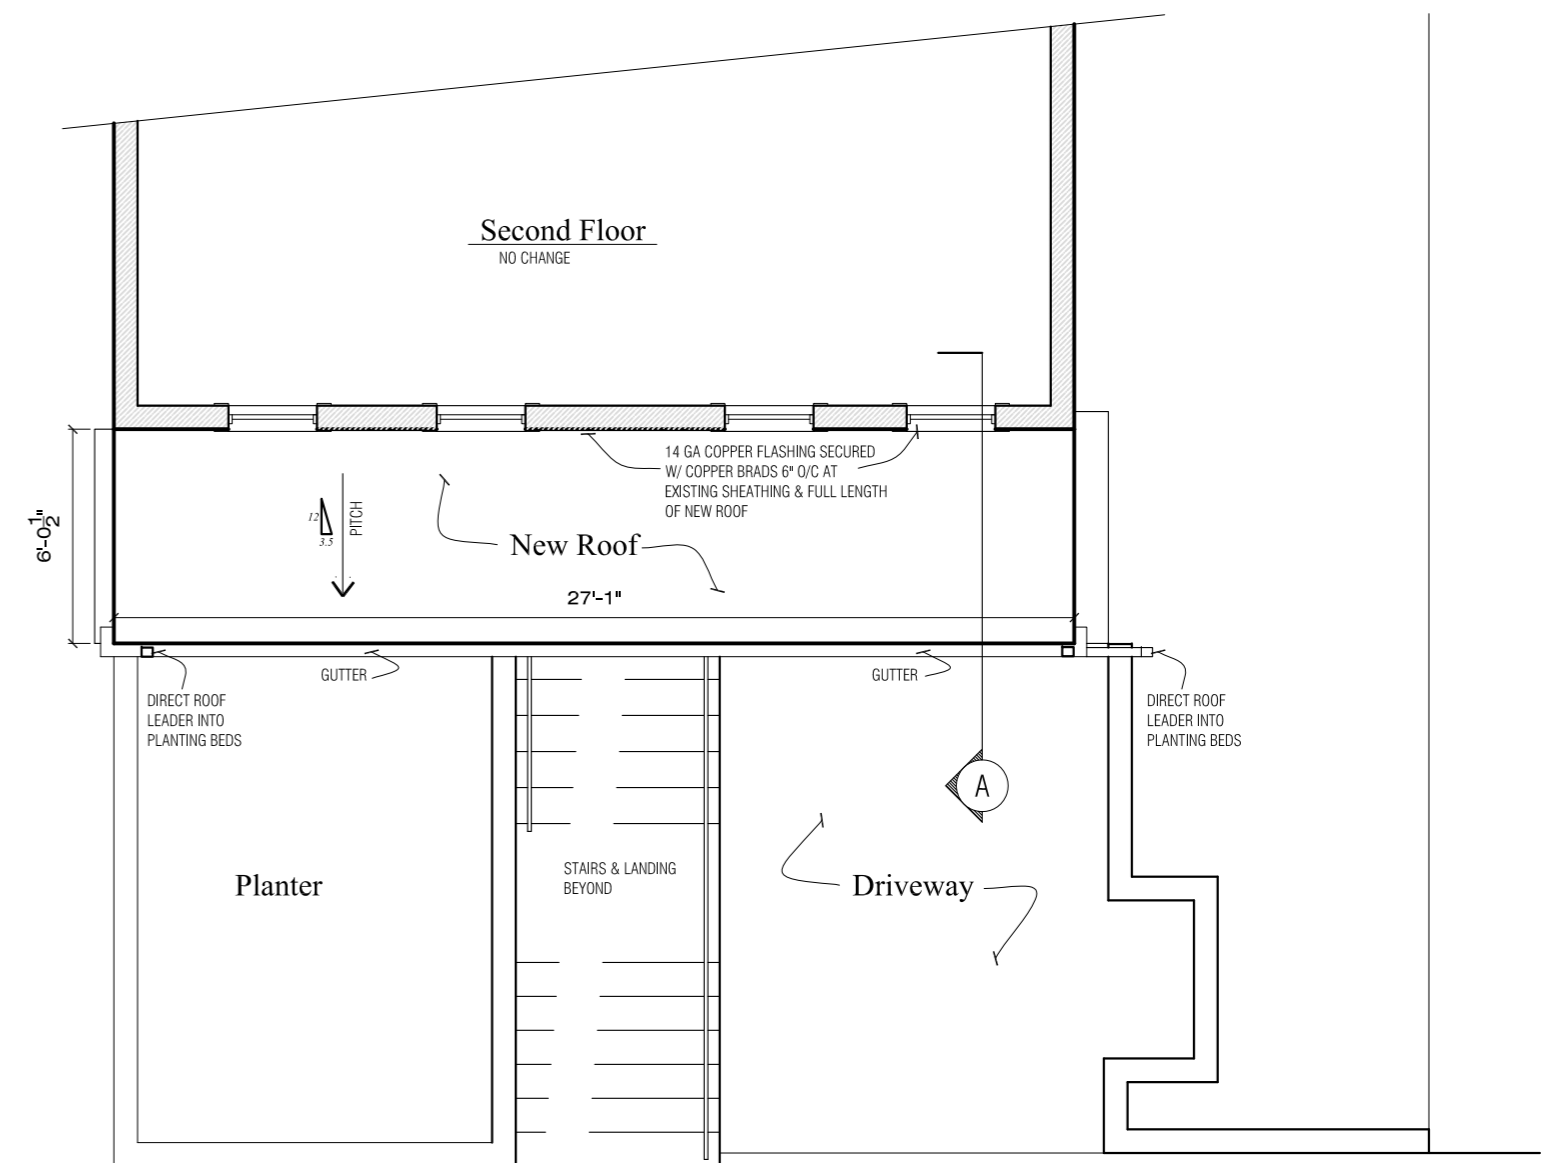 Second Floor
NO CHANGE
14 GA COPPER FLASHING SECURED
W/ COPPER BRADS 6" O/C AT
EXISTING SHEATHING & FULL LENGTH
OF NEW ROOF
12
3.5
PITCH
6'-0 1/2"
New Roof
27'-1"
GUTTER
GUTTER
DIRECT ROOF
LEADER INTO
PLANTING BEDS
DIRECT ROOF
LEADER INTO
PLANTING BEDS
A
STAIRS & LANDING
BEYOND
Planter
Driveway